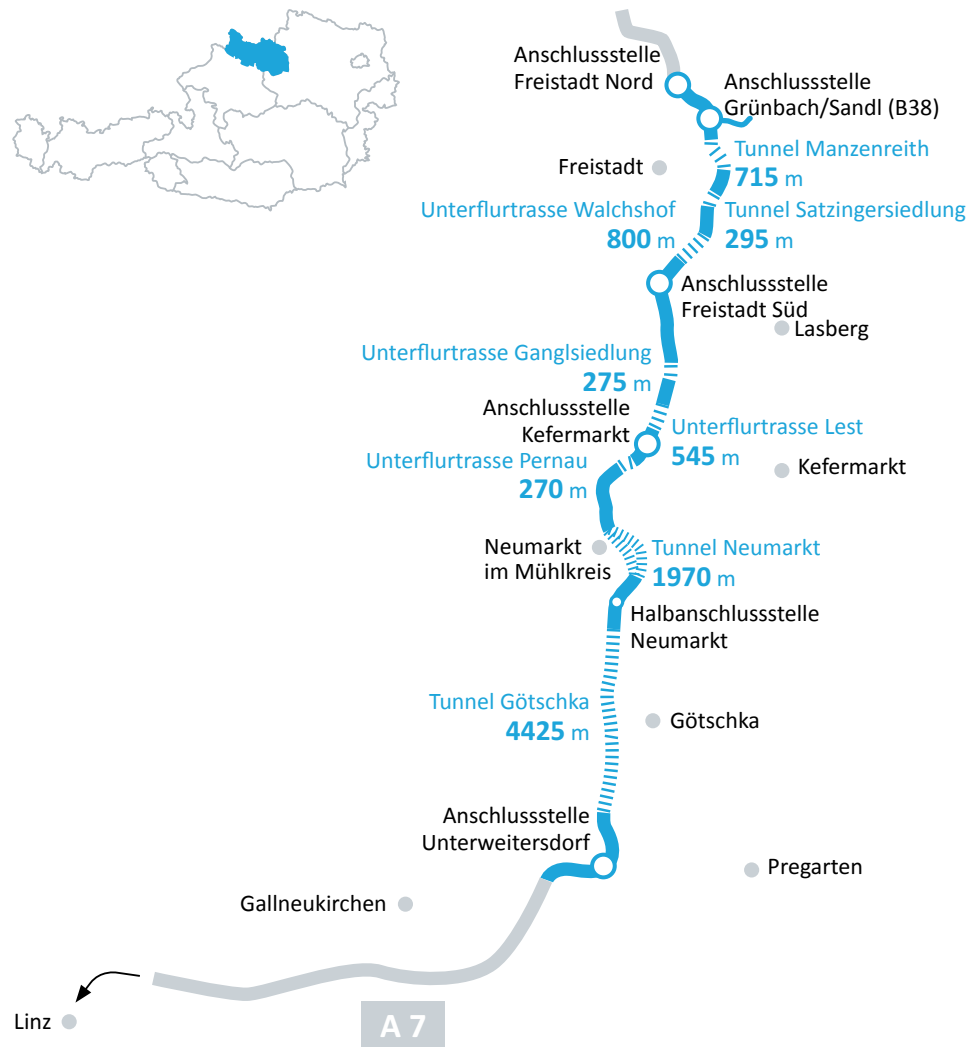 Anschlussstelle
Freistadt Nord
Anschlussstelle
Grünbach/Sandl (B38)
Tunnel Manzenreith
715 m
Freistadt
Unterflurtrasse Walchshof
800 m
Tunnel Satzingersiedlung
295 m
Anschlussstelle
Freistadt Süd
Lasberg
Unterflurtrasse Ganglsiedlung
275 m
Anschlussstelle
Kefermarkt
Unterflurtrasse Lest
545 m
Unterflurtrasse Pernau
270 m
Kefermarkt
Neumarkt
im Mühlkreis
Tunnel Neumarkt
1970 m
Halbanschlussstelle
Neumarkt
Tunnel Götschka
4425 m
Götschka
Anschlussstelle
Unterweitersdorf
Pregarten
Gallneukirchen
Linz
A 7